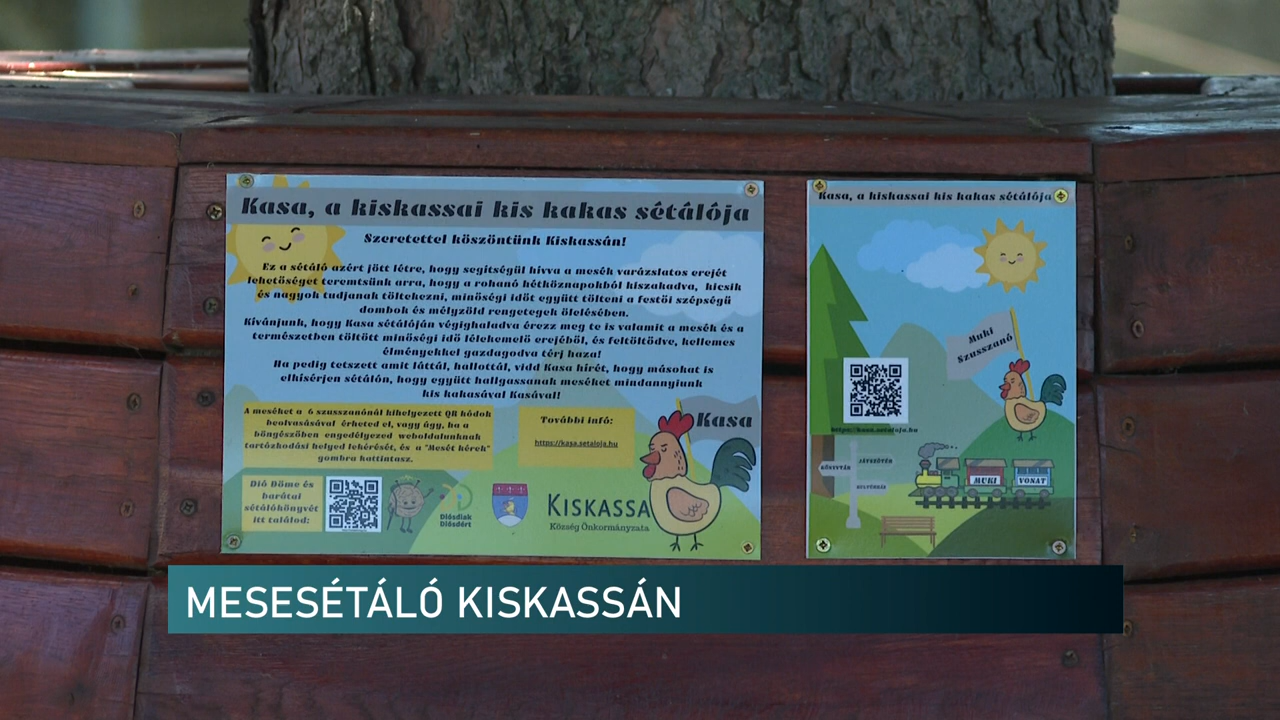 Kasa, a kiskassai kis kakas sétálója
Szeretettel köszöntünk Kiskassán!
Ez a sétáló azért jött létre, hogy segítségül hívva a mesék varázslatos erejét
lehetőséget teremtsünk arra, hogy a rohanó hétköznapokból kiszakadva, kicsik
és nagyok tudjanak töltekezni, minőségi időt együtt tölteni a festői szépségű
dombok és mélyzöld rengetegek ölelésében.
Kívánjunk, hogy Kasa sétálóján végighaladva érezz meg te is valamit a mesék és a
természetben töltött minőségi idő lélekemelő erejéből, és feltöltödve, kellemes
élményekkel gazdagodva térj haza!
Ha pedig tetszett amit láttál, hallottál, vidd Kasa hírét, hogy másokat is
elkísérjen sétálón, hogy együtt hallgassanak meséket mindannyiunk
kis kakasával Kasával!
A meséket a 6 szusszanónál kihelyezett QR kódok
beolvasásával érheted el, vagy úgy, ha a
böngészőben engedélyezed weboldalunknak
tartózkodási helyed lekérését, és a "Mesét kérek"
gombra kattintasz.
További infó:
https://kasa.setaloja.hu
Kasa
Dió Döme és
barátai
sétálókönyvét
itt találod:
Diósdiak
Diósdért
KISKASSA
Község Önkormányzata
Kasa, a kiskassai kis kakas sétálója
Muki
Szusszanó
https://kasa.setaloja.hu
KÖNYVTÁR
JÁTSZÓTÉR
KULTÚRHÁZ
MUKI
VONAT
MESESÉTÁLÓ KISKASSÁN